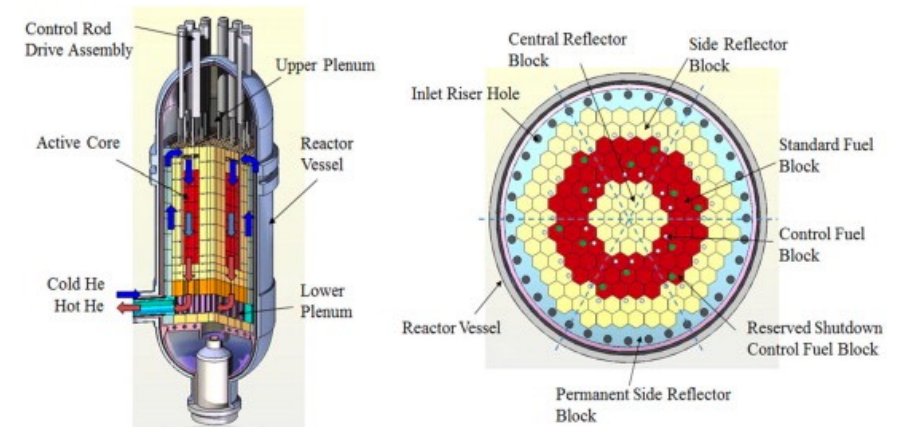 Control Rod
Drive Assembly
Upper Plenum
Active Core
Reactor
Vessel
Cold He
Hot He
Lower
Plenum
Central Reflector
Block
Side Reflector
Block
Inlet Riser Hole
Standard Fuel
Block
Control Fuel
Block
Reactor Vessel
Reserved Shutdown
Control Fuel Block
Permanent Side Reflector
Block